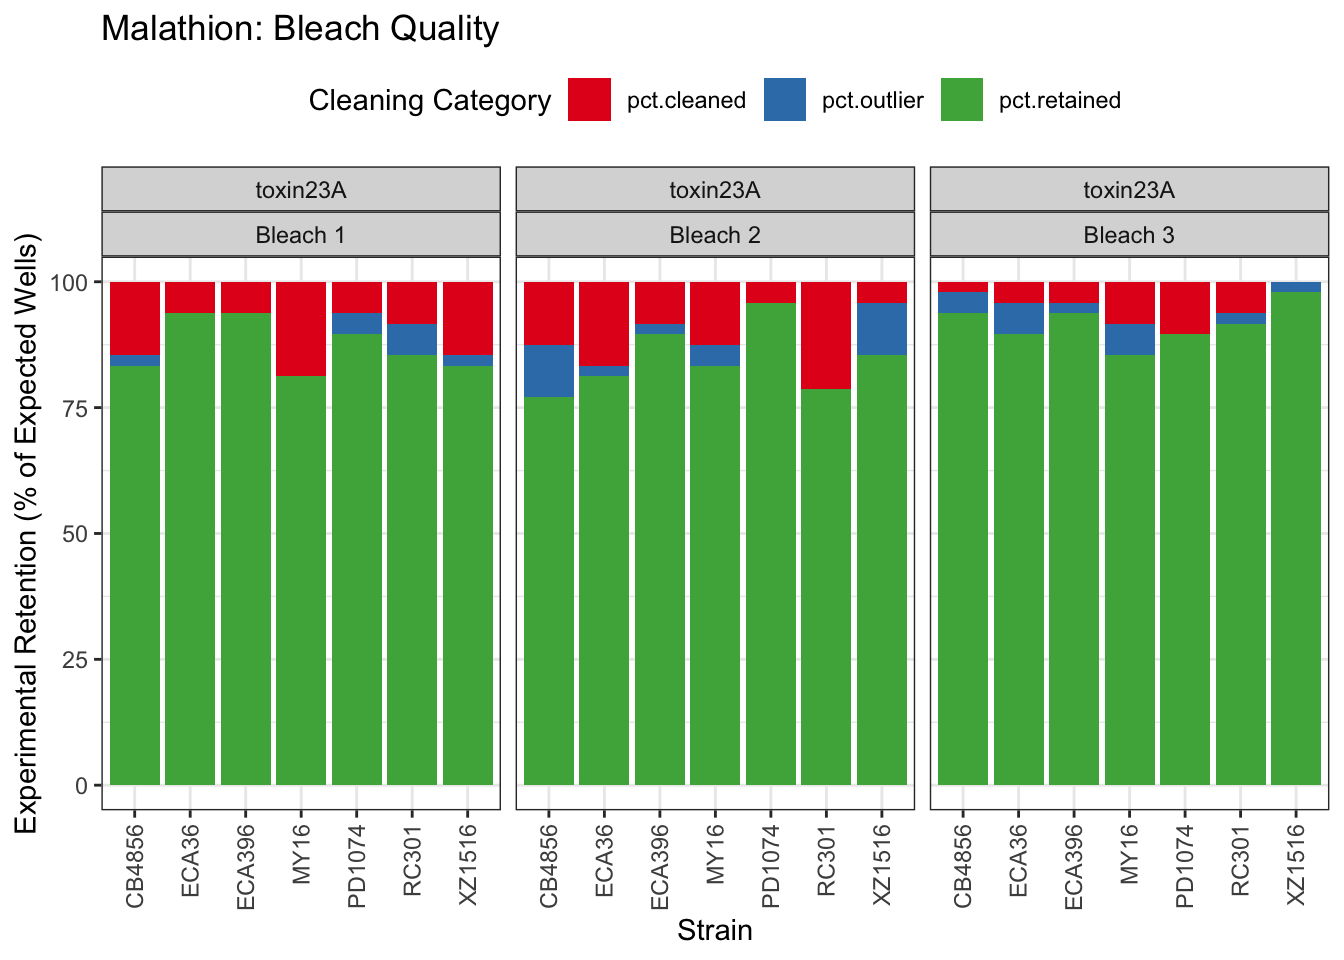 Malathion: Bleach Quality
Cleaning Category pct.cleaned pct.outlier pct.retained
toxin23A toxin23A toxin23A
Bleach 1 Bleach 2 Bleach 3
Experimental Retention (% of Expected Wells)
100
75
50
25
0
CB4856 ECA36 ECA396 MY16 PD1074 RC301 XZ1516 CB4856 ECA36 ECA396 MY16 PD1074 RC301 XZ1516 CB4856 ECA36 ECA396 MY16 PD1074 RC301 XZ1516
Strain